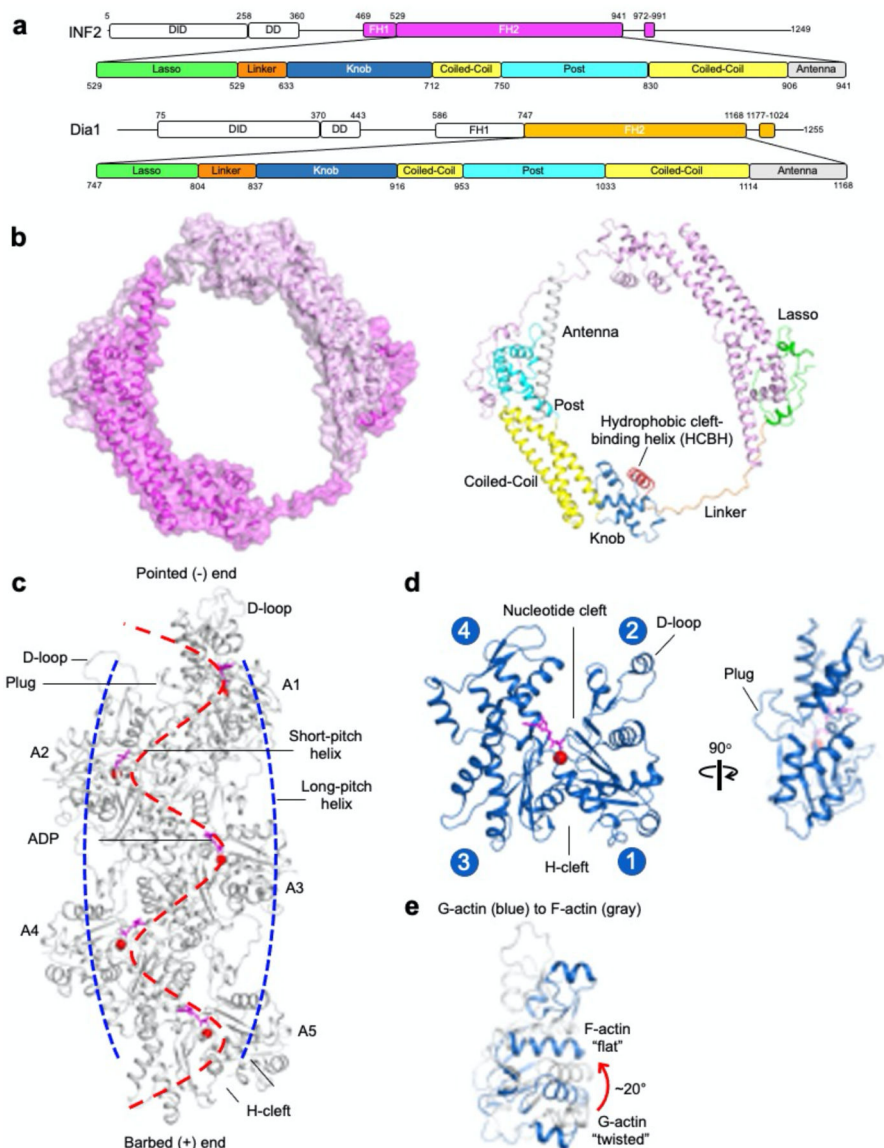 a
5 258 360 469 529 941 972-991
INF2 DID DD FH1 FH2 1249
Lasso Linker Knob Coiled-Coil Post Coiled-Coil Antenna
529 529 633 712 750 830 906 941
75 370 443 586 747 1168 1177-1024
Dia1 DID DD FH1 FH2 1255
Lasso Linker Knob Coiled-Coil Post Coiled-Coil Antenna
747 804 837 916 953 1033 1114 1168
b
Lasso
Antenna
Post
Hydrophobic cleft-
binding helix (HCBH)
Coiled-Coil
Linker
Knob
c
Pointed (-) end
D-loop
D-loop
Plug
A1
A2
Short-pitch
helix
Long-pitch
helix
ADP
A3
A4
A5
H-cleft
Barbed (+) end
d
Nucleotide cleft
4
2
D-loop
Plug
90°
3
H-cleft
1
e
G-actin (blue) to F-actin (gray)
F-actin
"flat"
~20°
G-actin
"twisted"